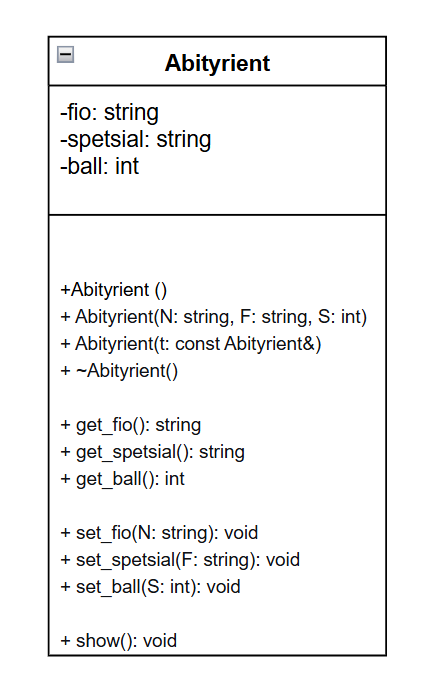 Abityrient
-fio: string
-spetsial: string
-ball: int
+Abityrient ()
+ Abityrient(N: string, F: string, S: int)
+ Abityrient(t: const Abityrient&)
+ ~Abityrient()
+ get_fio(): string
+ get_spetsial(): string
+ get_ball(): int
+ set_fio(N: string): void
+ set_spetsial(F: string): void
+ set_ball(S: int): void
+ show(): void